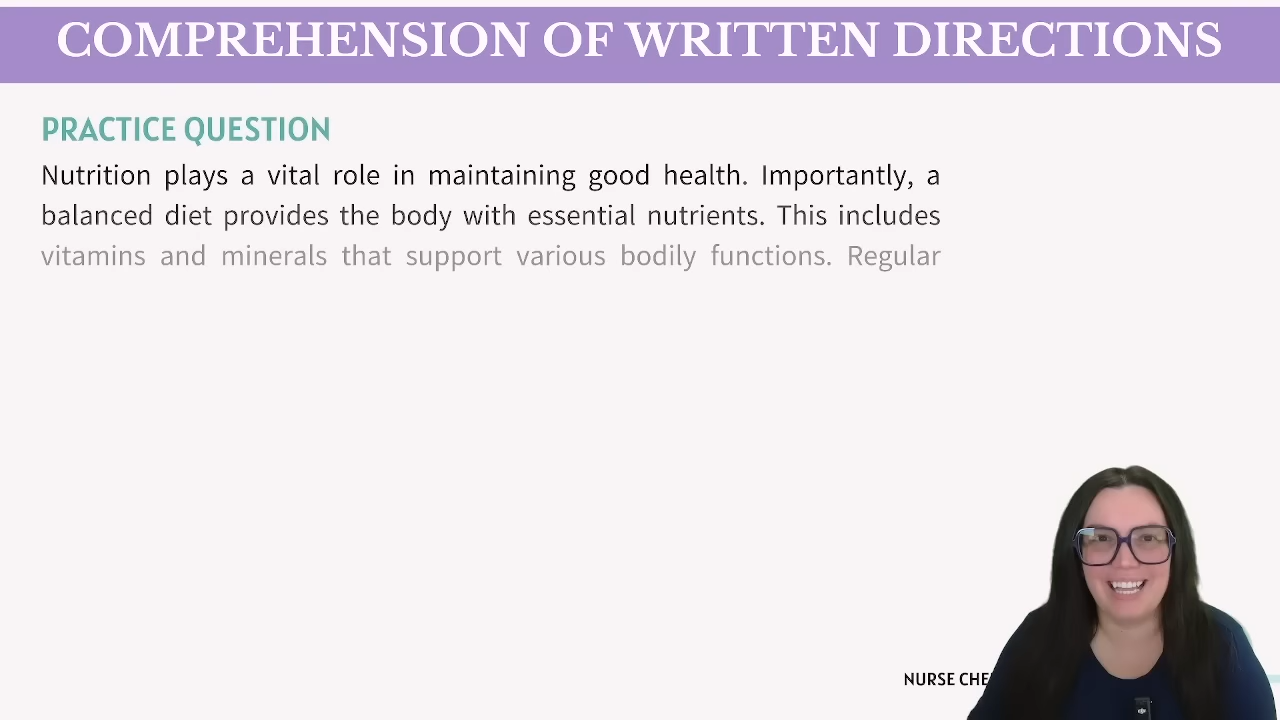 COMPREHENSION OF WRITTEN DIRECTIONS
PRACTICE QUESTION
Nutrition plays a vital role in maintaining good health. Importantly, a
balanced diet provides the body with essential nutrients. This includes
vitamins and minerals that support various bodily functions. Regular
NURSE